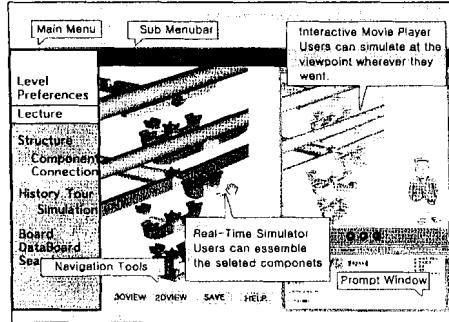 Main Menu
Sub Menubar
Interactive Movie Player
Users can simulate at the
viewpoint wherever they
went.
Level
Preferences
Lecture
Structure
Component
Connection
History Tour
Simulation
Board
DataBoard
Real-Time Simulator
Users can essemble
the seleted componets
Navigation Tools
Prompt Window
3DVIEW 2DVIEW SAVE HELP